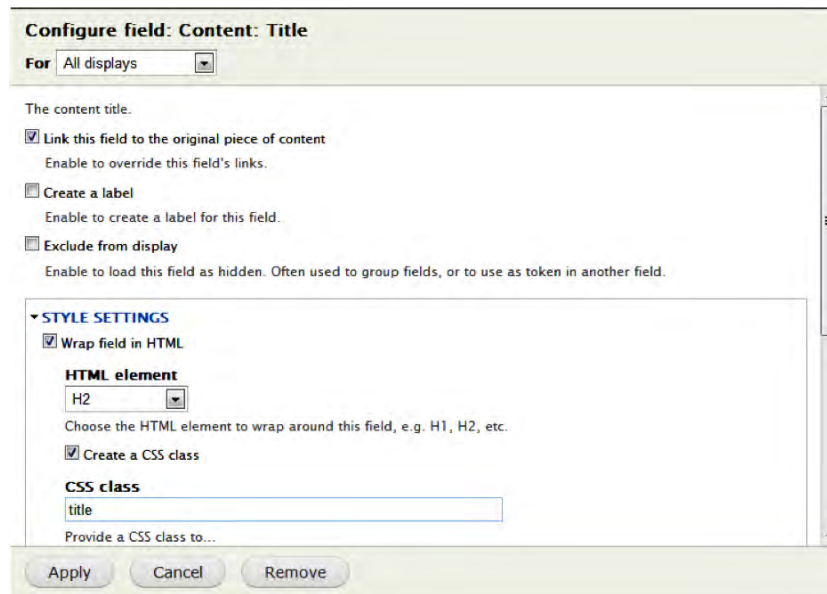 Configure field: Content: Title
For All displays
The content title.
Link this field to the original piece of content
Enable to override this field's links.
Create a label
Enable to create a label for this field.
Exclude from display
Enable to load this field as hidden. Often used to group fields, or to use as token in another field.
STYLE SETTINGS
Wrap field in HTML
HTML element
H2
Choose the HTML element to wrap around this field, e.g. H1, H2, etc.
Create a CSS class
CSS class
title
Provide a CSS class to...
Apply Cancel Remove